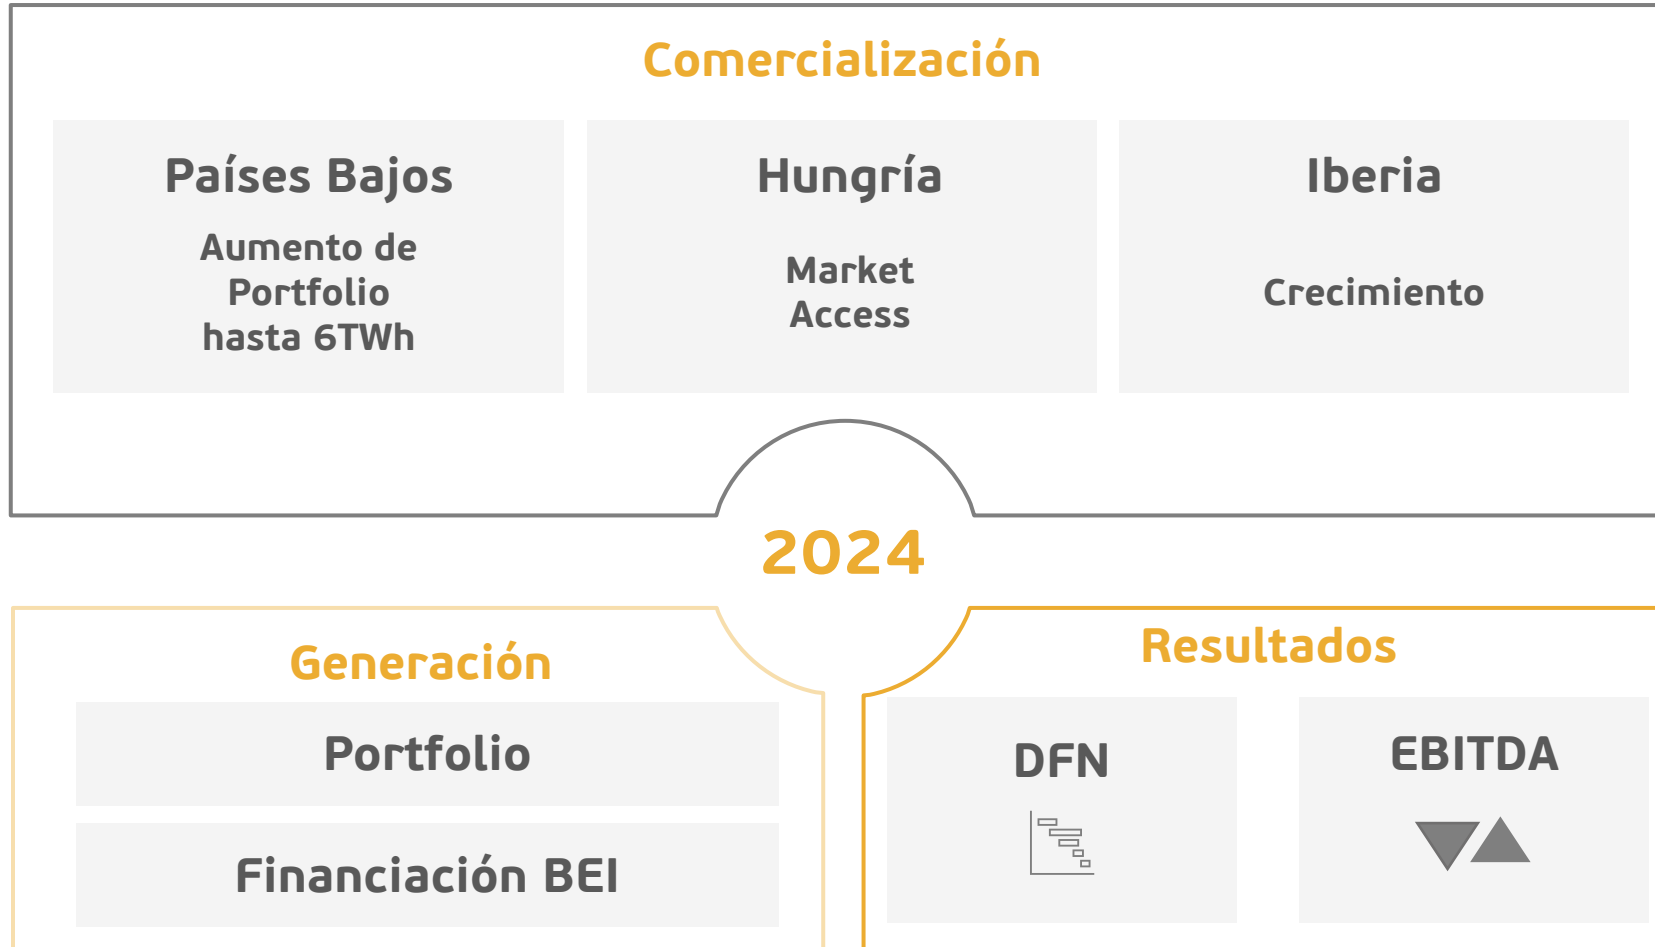 Comercialización
Países Bajos
Aumento de
Portfolio
hasta 6TWh
Hungría
Market
Access
Iberia
Crecimiento
2024
Generación
Portfolio
Financiación BEI
Resultados
DFN
EBITDA